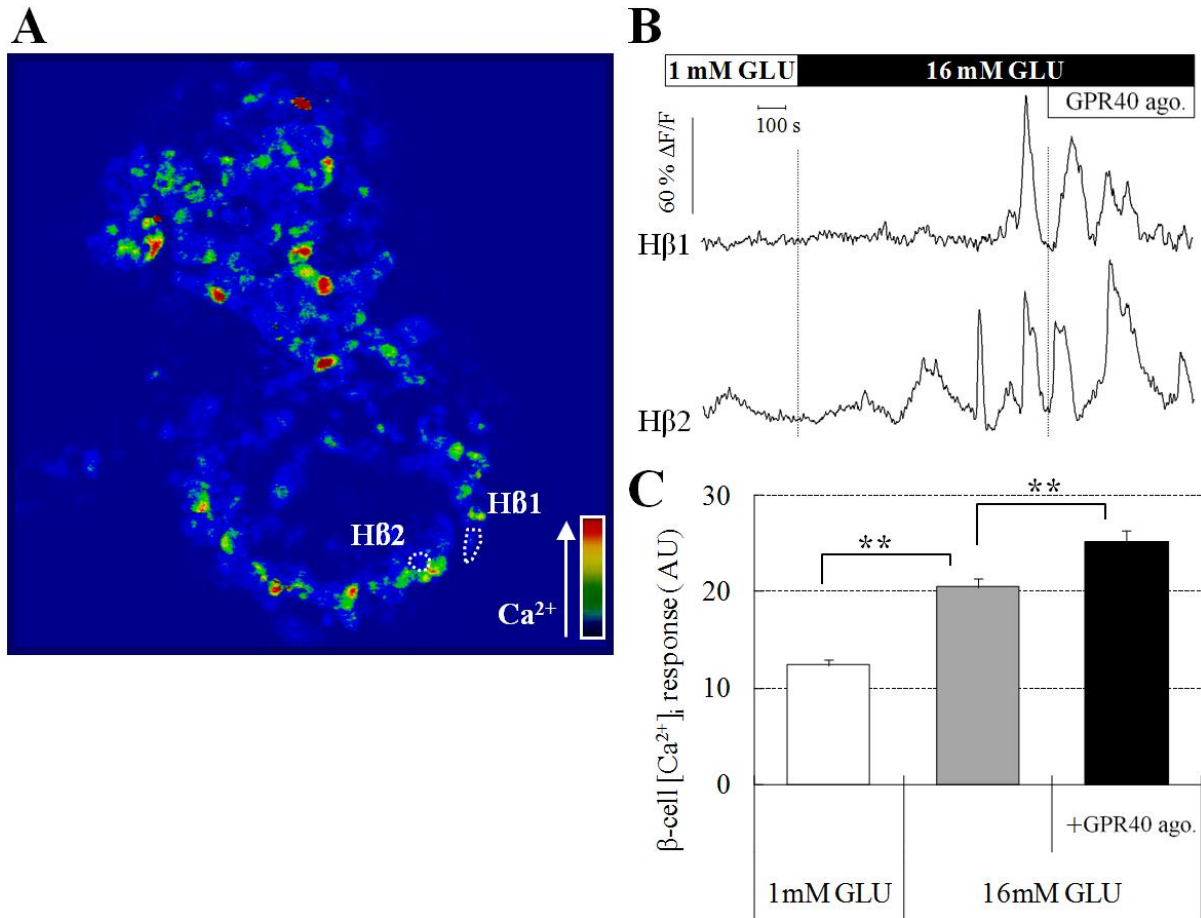 A
Hβ1
Hβ2
Ca²⁺
B
1 mM GLU 16 mM GLU
GPR40 ago.
100 s
60 % ΔF/F
Hβ1
Hβ2
C
β-cell [Ca²⁺]ᵢ response ( AU)
30
20
10
0
**
**
+GPR40 ago.
1mM GLU 16mM GLU